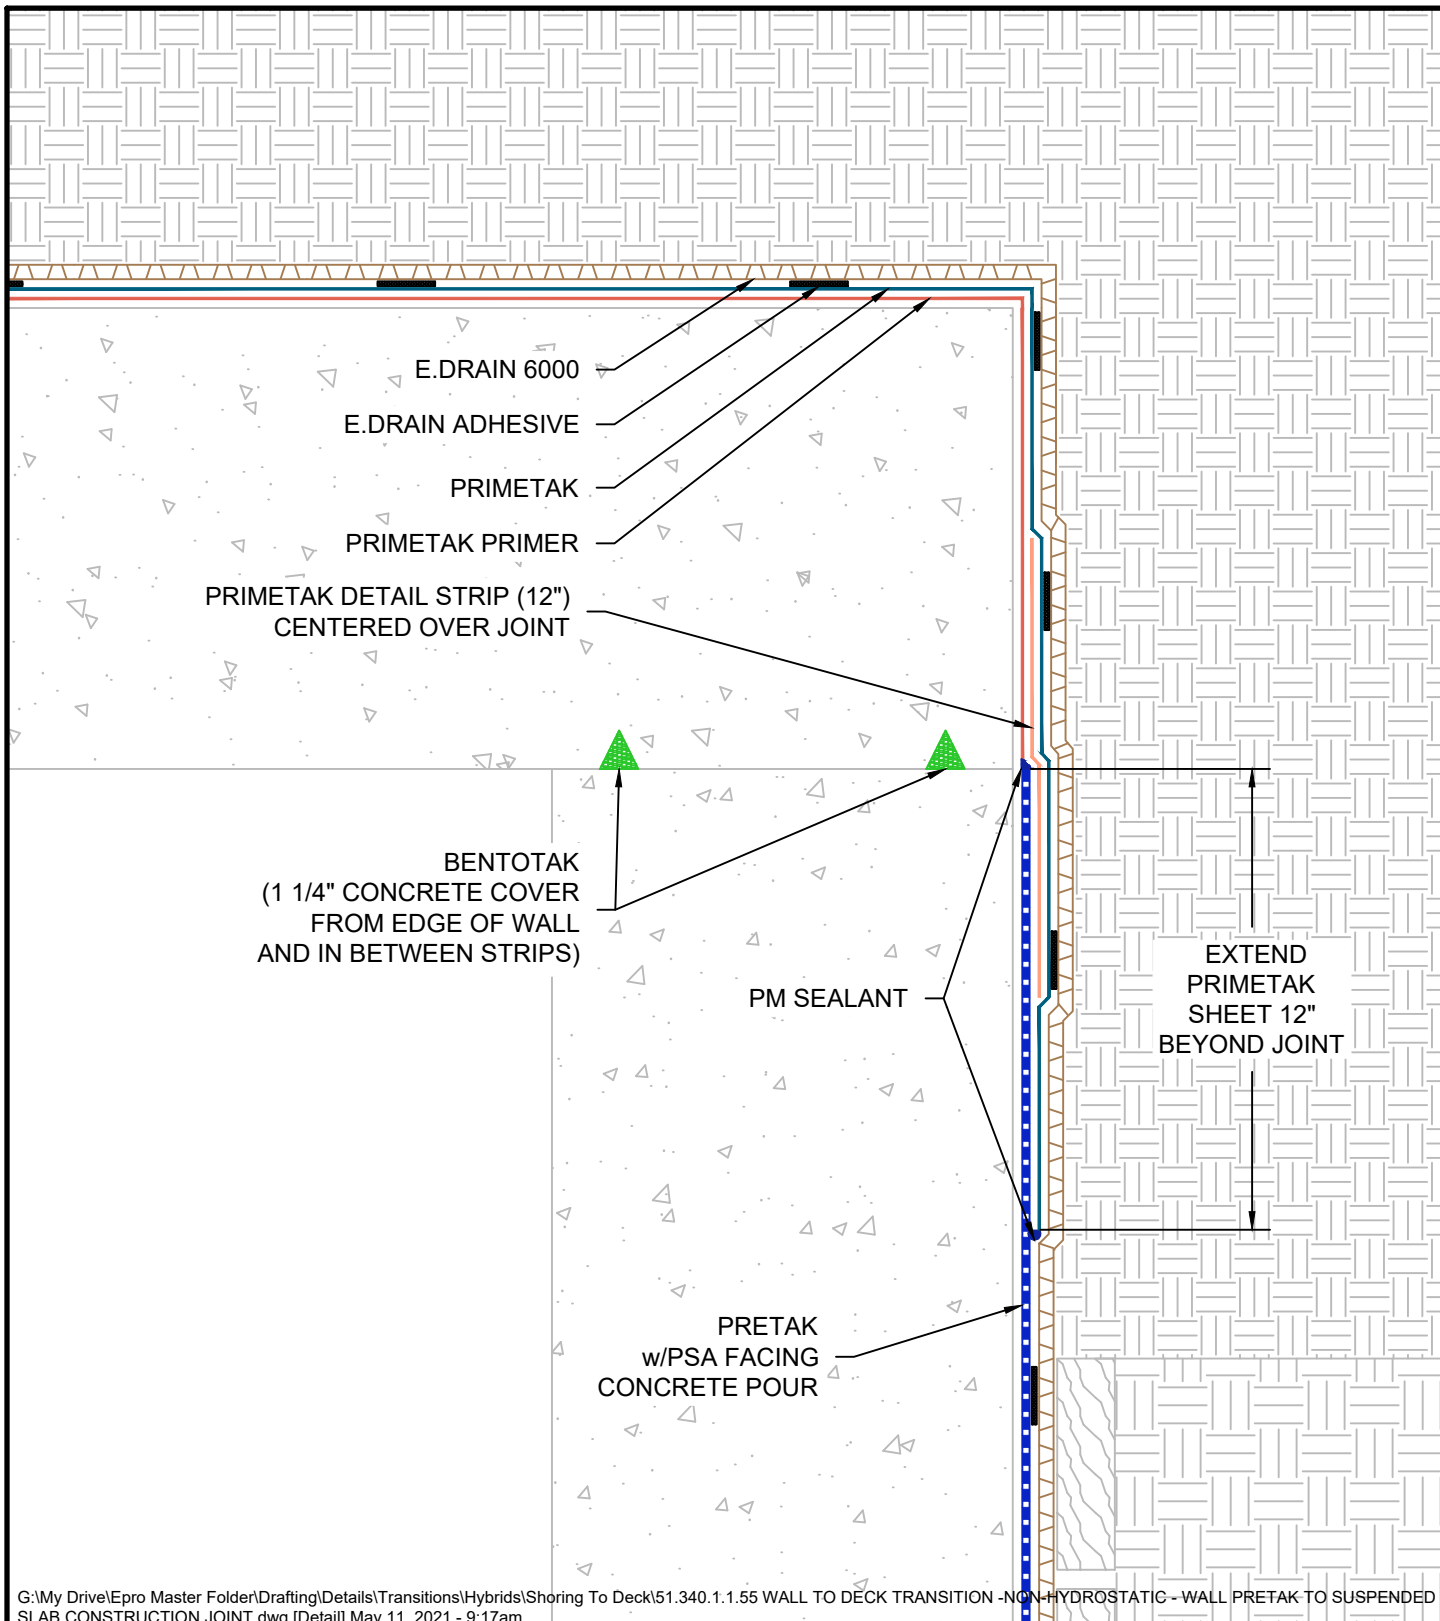 E.DRAIN 6000
E.DRAIN ADHESIVE
PRIMETAK
PRIMETAK PRIMER
PRIMETAK DETAIL STRIP (12")
CENTERED OVER JOINT
BENTOTAK
(1 1/4" CONCRETE COVER
FROM EDGE OF WALL
AND IN BETWEEN STRIPS)
PM SEALANT
EXTEND
PRIMETAK
SHEET 12"
BEYOND JOINT
PRETAK
w/PSA FACING
CONCRETE POUR
G:\My Drive\Epro Master Folder\Drafting\Details\Transitions\Hybrids\Shoring To Deck\51.340.1.1.55 WALL TO DECK TRANSITION -NON-HYDROSTATIC - WALL PRETAK TO SUSPENDED
SLAB CONSTRUCTION JOINT.dwg [Detail] May 11, 2021 - 9:17am